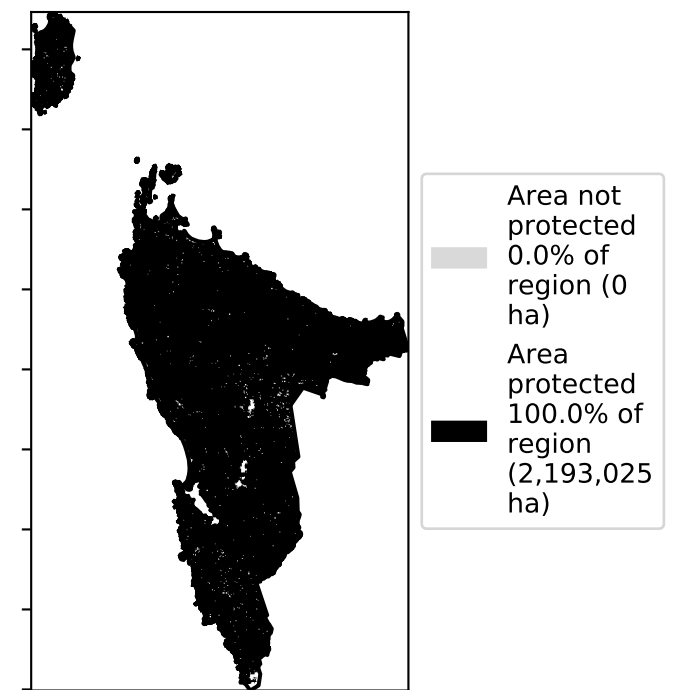 Area not
protected
0.0% of
region (0
ha)
Area
protected
100.0% of
region
(2,193,025
ha)